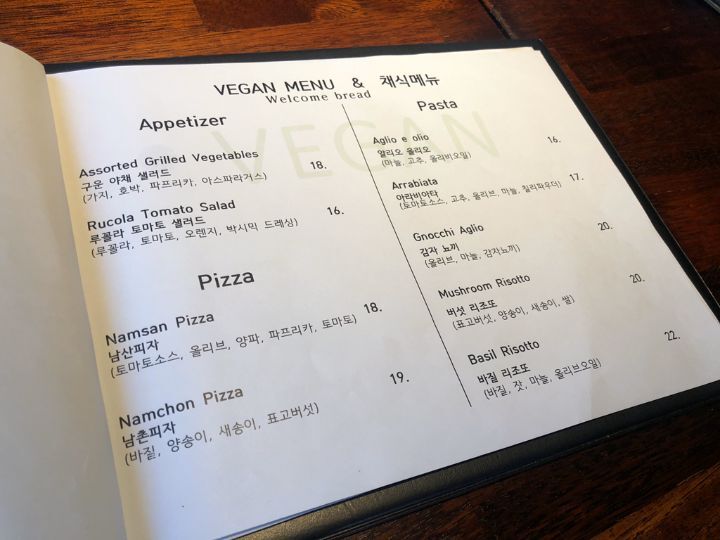 VEGAN MENU & 채식메뉴
Welcome bread
VEGAN
Appetizer
Assorted Grilled Vegetables 18.
구운 야채 샐러드
(가지, 호박, 파프리카, 아스파라거스)
Rucola Tomato Salad 16.
루꼴라 토마토 샐러드
(루꼴라, 토마토, 오렌지, 박시믹 드레싱)
Pizza
Namsan Pizza 18.
남산피자
(토마토소스, 올리브, 양파, 파프리카, 토마토)
Namchon Pizza 19.
남촌피자
(바질, 양송이, 새송이, 표고버섯)
Pasta
Aglio e olio 16.
알리오 올리오
(마늘, 고추, 올리브오일)
Arrabiata 17.
아라비아타
(토마토소스, 고추, 올리브, 마늘, 칠리파우더)
Gnocchi Aglio 20.
감자 뇨끼
(올리브, 마늘, 감자뇨끼)
Mushroom Risotto 20.
버섯 리조또
(표고버섯, 양송이, 새송이, 쌀)
Basil Risotto 22.
바질 리조또
(바질, 잣, 마늘, 올리브오일)